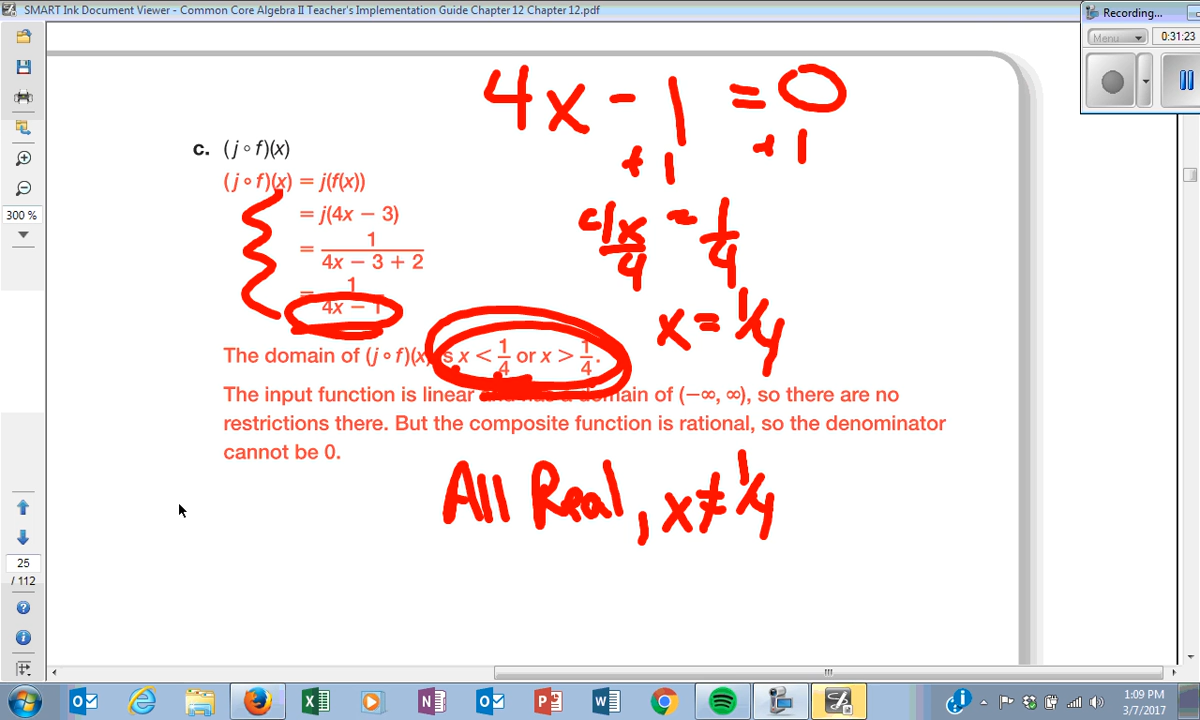 SMART Ink Document Viewer - Common Core Algebra II Teacher's Implementation Guide Chapter 12 Chapter 12.pdf
Recording...
Menu
0:31:23
300 %
25
/ 112
4x - 1 = 0
+ 1 + 1
4x/4 = 1/4
x = 1/4
c. (j ∘ f)(x)
(j ∘ f)(x) = j(f(x))
= j(4x − 3)
= 1/(4x − 3 + 2)
= 1/(4x − 1)
The domain of (j ∘ f)(x) is x < 1/4 or x > 1/4.
The input function is linear and has a domain of (−∞, ∞), so there are no
restrictions there. But the composite function is rational, so the denominator
cannot be 0.
All Real, x ≠ 1/4
1:09 PM
3/7/2017